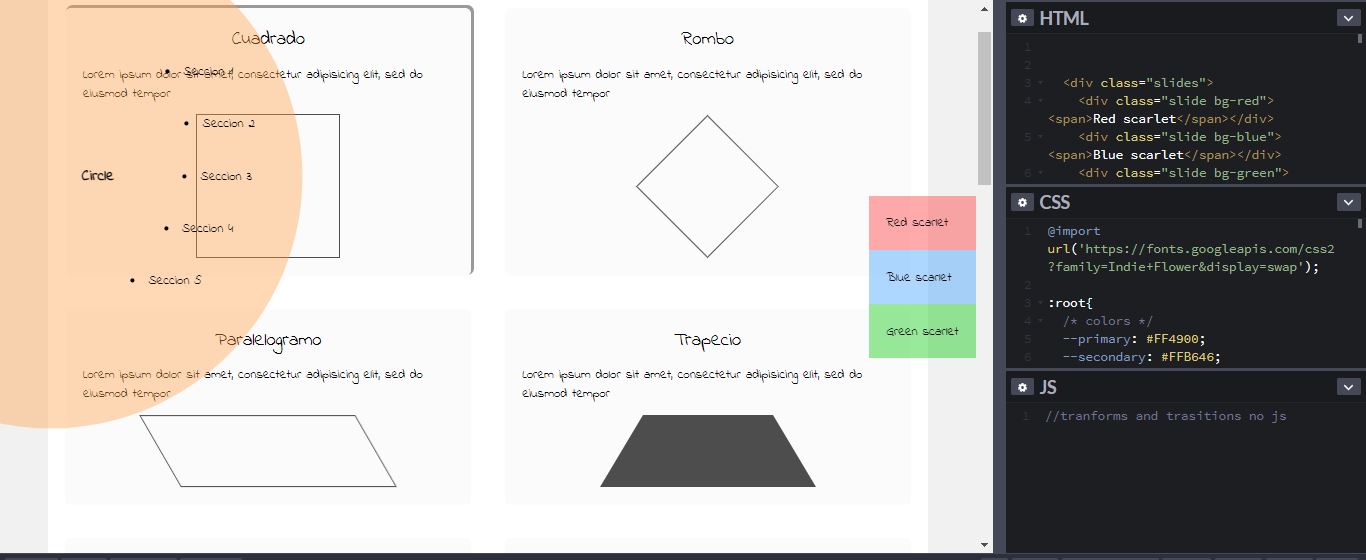 Cuadrado
Lorem ipsum dolor sit amet, consectetur adipisicing elit, sed do
eiusmod tempor
Seccion 1
Seccion 2
Circle
Seccion 3
Seccion 4
Seccion 5
Rombo
Lorem ipsum dolor sit amet, consectetur adipisicing elit, sed do
eiusmod tempor
Red scarlet
Blue scarlet
Green scarlet
Paralelogramo
Lorem ipsum dolor sit amet, consectetur adipisicing elit, sed do
eiusmod tempor
Trapecio
Lorem ipsum dolor sit amet, consectetur adipisicing elit, sed do
eiusmod tempor
HTML
1
2
3 <div class="slides">
4 <div class="slide bg-red">
<span>Red scarlet</span></div>
5 <div class="slide bg-blue">
<span>Blue scarlet</span></div>
6 <div class="slide bg-green">
CSS
1 @import
url('https://fonts.googleapis.com/css2
?family=Indie+Flower&display=swap');
2
3 :root{
4 /* colors */
5 --primary: #FF4900;
6 --secondary: #FFB646;
JS
1 //tranforms and trasitions no js